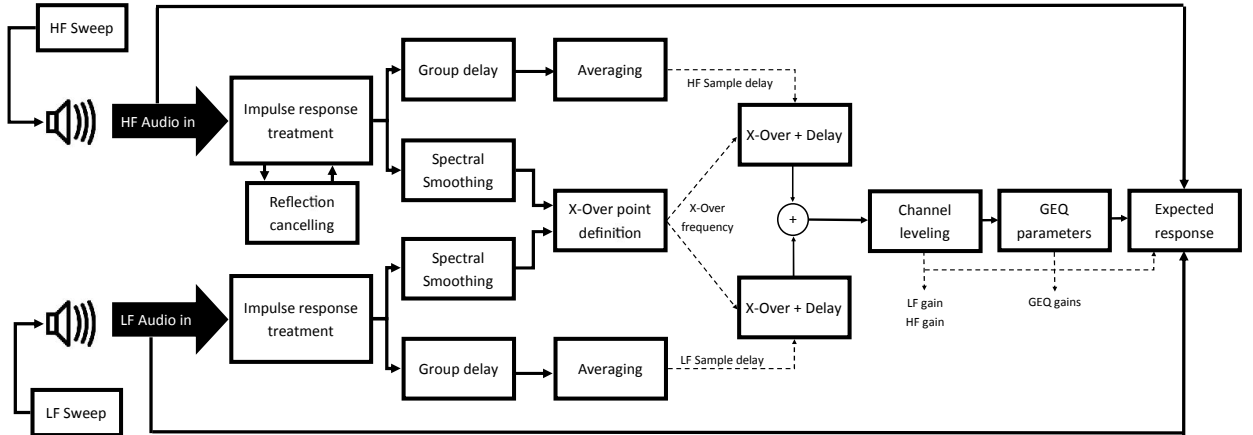 HF Sweep
HF Audio in
Impulse response
treatment
Reflection
cancelling
Group delay
Averaging
HF Sample delay
Spectral
Smoothing
X-Over point
definition
X-Over
frequency
X-Over + Delay
+
Channel
leveling
GEQ
parameters
Expected
response
LF gain
HF gain
GEQ gains
Spectral
Smoothing
X-Over + Delay
LF Audio in
Impulse response
treatment
Group delay
Averaging
LF Sample delay
LF Sweep